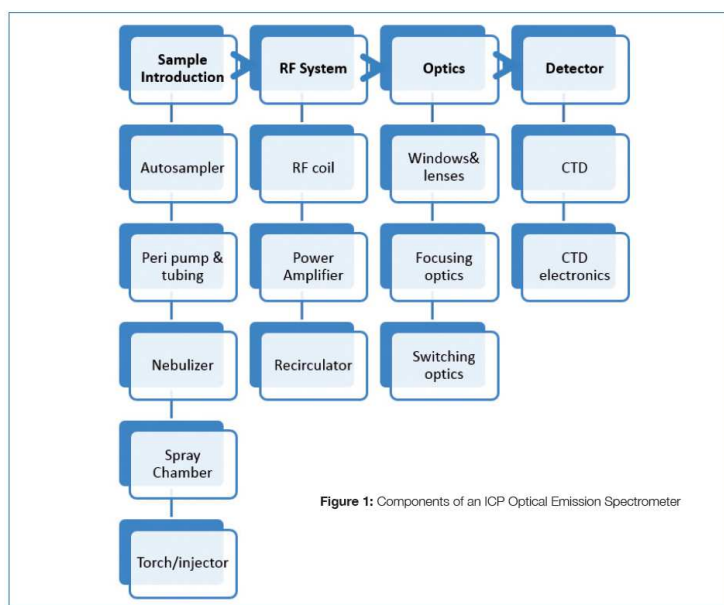 Sample
Introduction
RF System
Optics
Detector
Autosampler
RF coil
Windows&
lenses
CTD
Peri pump &
tubing
Power
Amplifier
Focusing
optics
CTD
electronics
Nebulizer
Recirculator
Switching
optics
Spray
Chamber
Figure 1: Components of an ICP Optical Emission Spectrometer
Torch/injector